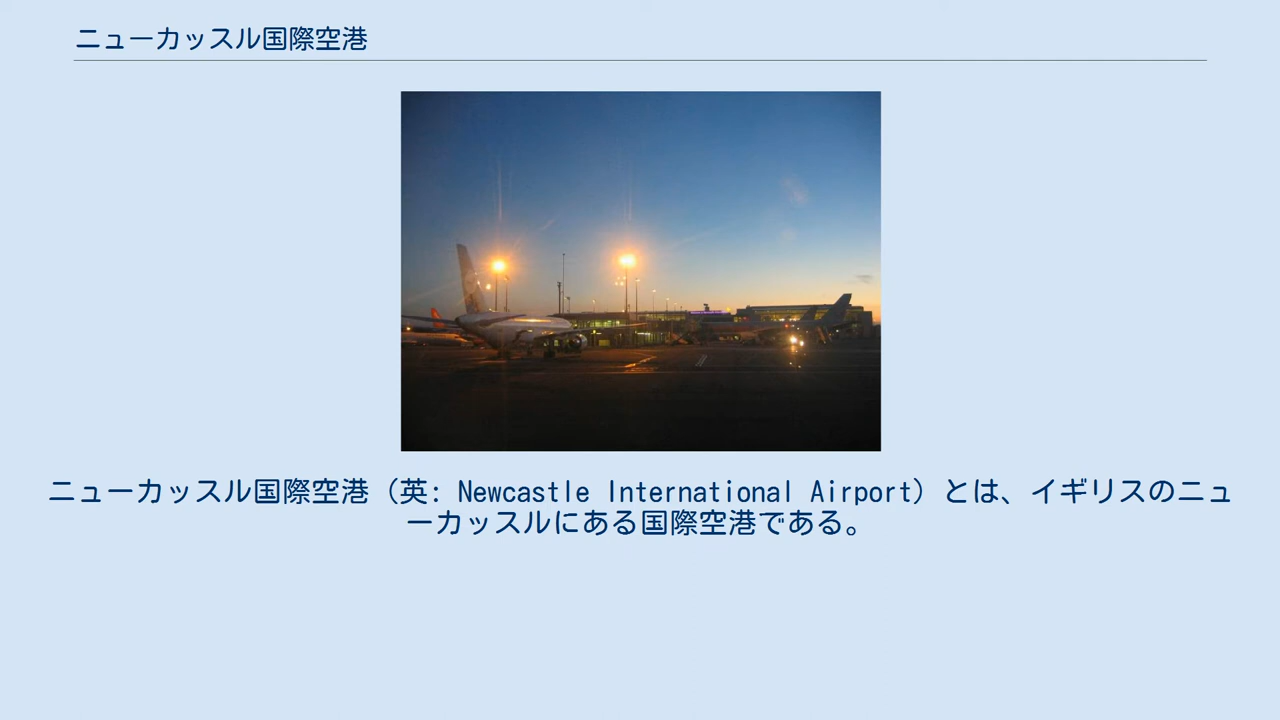 ニューカッスル国際空港
ニューカッスル国際空港（英: Newcastle International Airport）とは、イギリスのニュ
ーカッスルにある国際空港である。